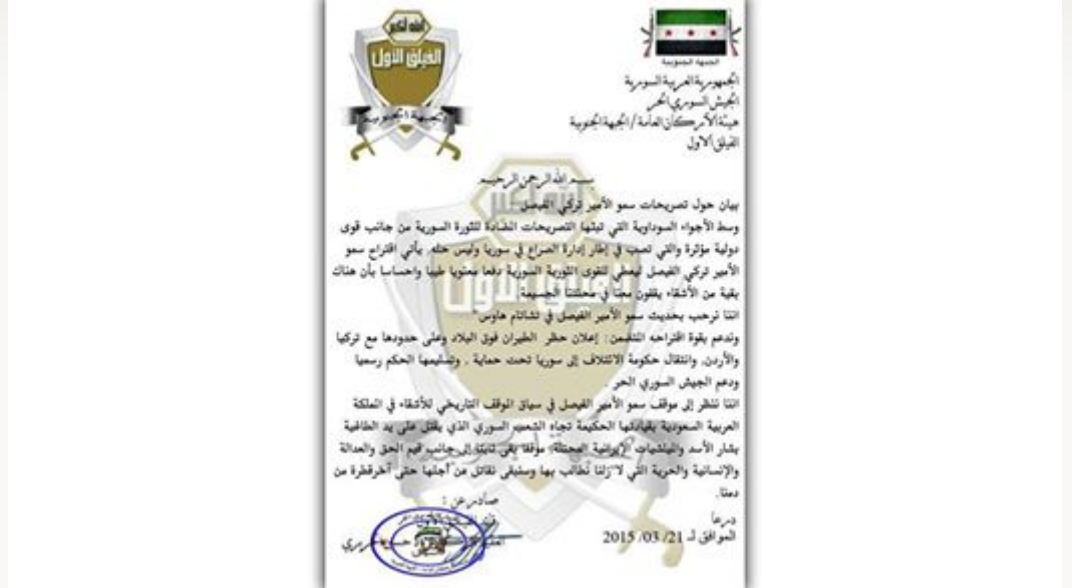 الله أكبر
الفيلق الأول
الجبهة الجنوبية
الجبهة الجنوبية
الجمهورية العربية السورية
الجيش السوري الحر
هيئة الأركان العامة / الجبهة الجنوبية
الفيلق الأول
بسم الله الرحمن الرحيم
بيان حول تصريحات سمو الأمير تركي الفيصل
وسط الأجواء السوداوية التي تبثها التصريحات المضادة للثورة السورية من جانب قوى
دولية مؤثرة والتي تصب في إطار إدارة الصراع في سوريا وليس حله, يأتي اقتراح سمو
الأمير تركي الفيصل ليعطي للقوى الثورية السورية دفعا معنويا طيبا واحساسا بأن هناك
بقية من الأشقاء يقفون معنا في محنتنا الجسيمة
اننا نرحب بحديث سمو الأمير الفيصل في تشاتام هاوس"
وندعم بقوة اقتراحه المتضمن: إعلان حظر الطيران فوق البلاد وعلى حدودها مع تركيا
والأردن, وانتقال حكومة الائتلاف إلى سوريا تحت حماية , وتسليمها الحكم رسميا
ودعم الجيش السوري الحر .
اننا ننظر إلى موقف سمو الأمير الفيصل في سياق الموقف التاريخي للأشقاء في المملكة
العربية السعودية بقيادتها الحكيمة تجاه الشعب السوري الذي يقتل على يد الطاغية
بشار الأسد والميلشيات الإيرانية المحتلة, موقفا بقي ثابتا إلى جانب قيم الحق والعدالة
والإنسانية والحرية التي لا زلنا نُطالب بها وسنبقى نقاتل من أجلها حتى آخرقطرة من
دمنا.
صادر عن :
درعا
الموافق لـ 21/ 03/ 2015